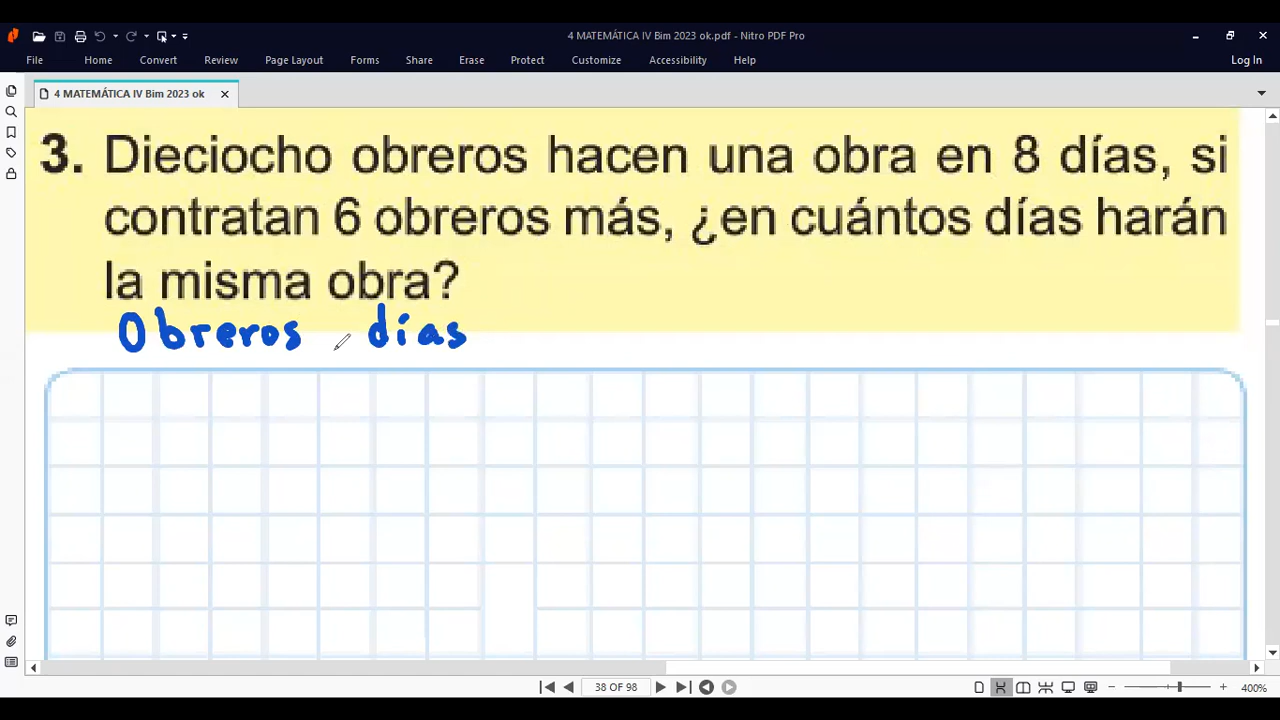 4 MATEMÁTICA IV Bim 2023 ok.pdf - Nitro PDF Pro
File Home Convert Review Page Layout Forms Share Erase Protect Customize Accessibility Help Log In
4 MATEMÁTICA IV Bim 2023 ok
3. Dieciocho obreros hacen una obra en 8 días, si
contratan 6 obreros más, ¿en cuántos días harán
la misma obra?
Obreros días
38 OF 98
400%